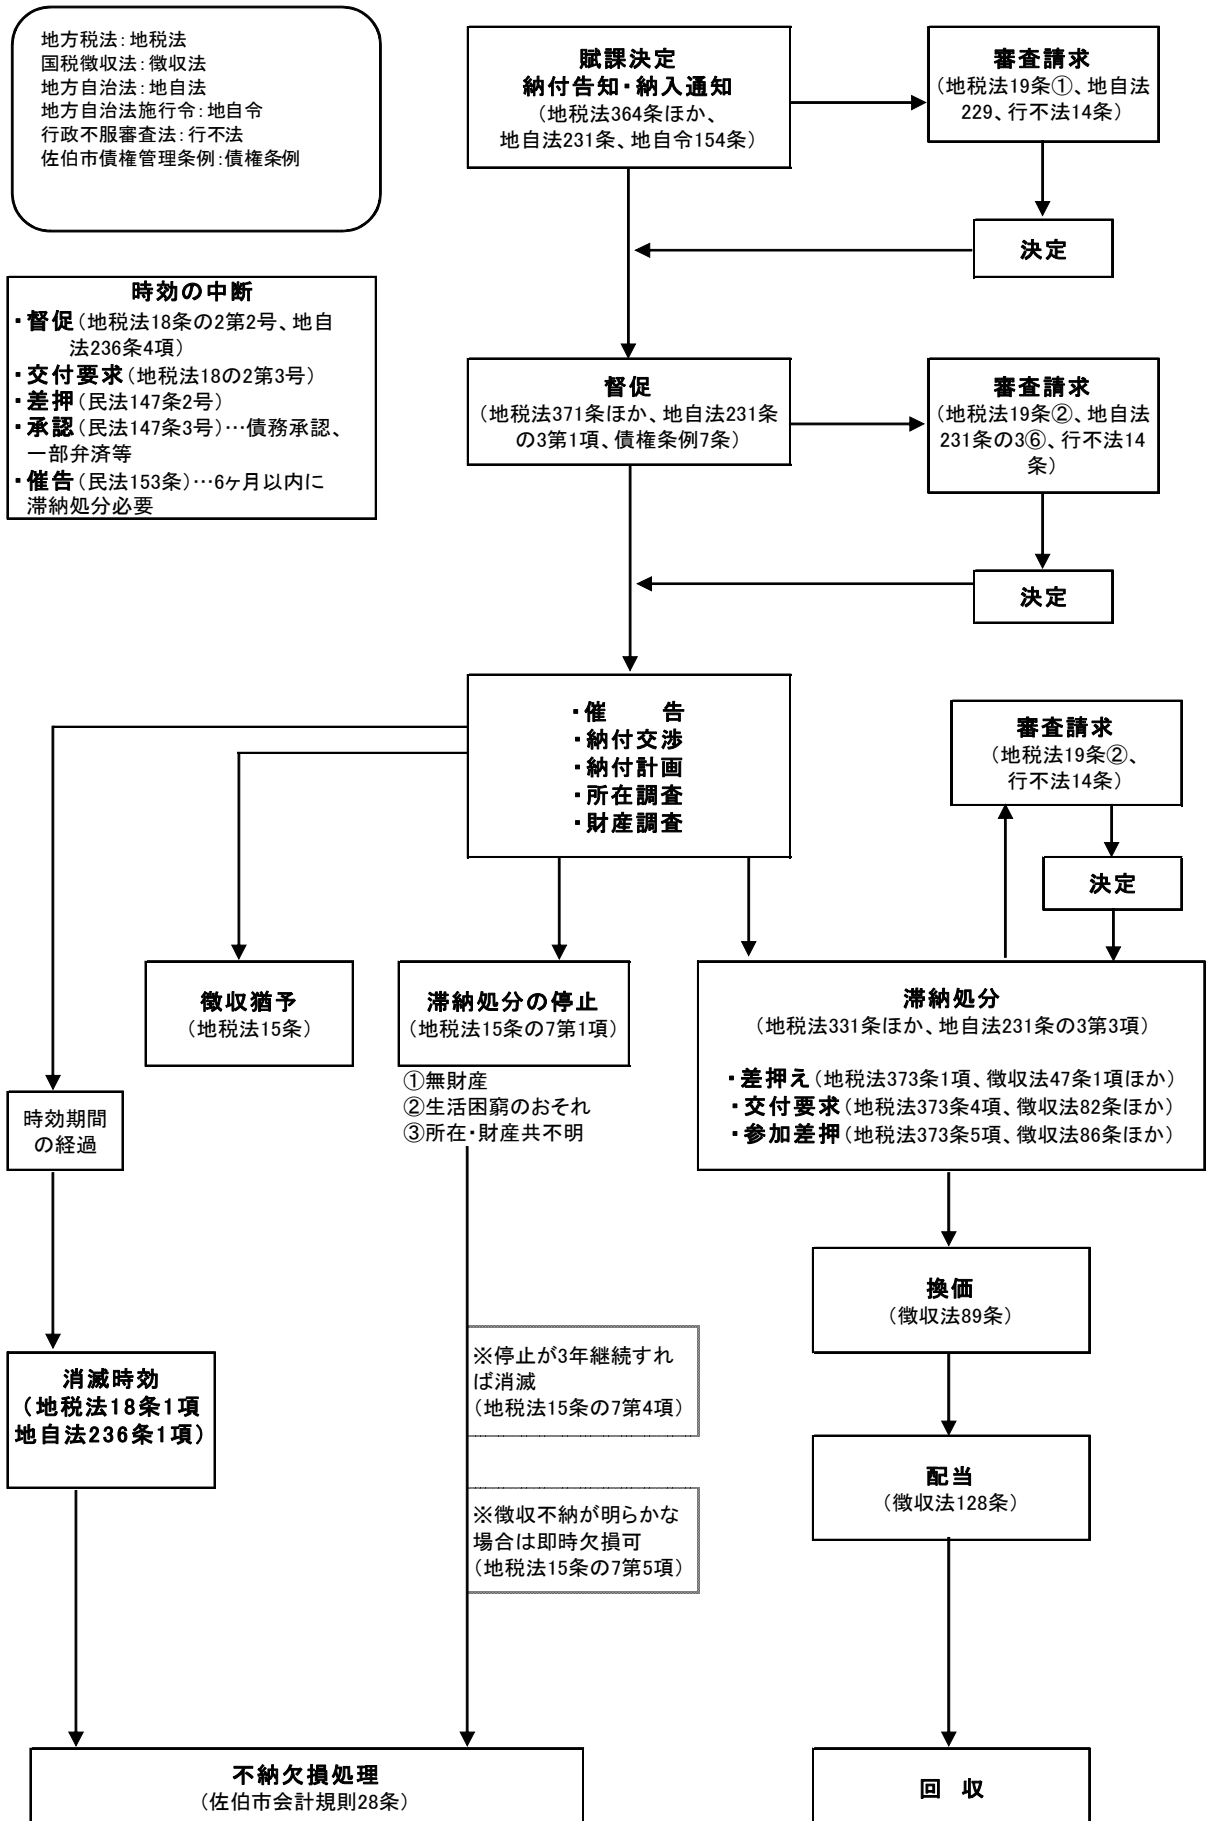 地方税法：地税法
国税徴収法：徴収法
地方自治法：地自法
地方自治法施行令：地自令
行政不服審査法：行不法
佐伯市債権管理条例：債権条例
賦課決定
納付告知・納入通知
（地税法364条ほか、
地自法231条、地自令154条）
審査請求
（地税法19条①、地自法
229、行不法14条）
決定
時効の中断
・督促（地税法18条の2第2号、地自
法236条4項）
・交付要求（地税法18の2第3号）
・差押（民法147条2号）
・承認（民法147条3号）…債務承認、
一部弁済等
・催告（民法153条）…6ヶ月以内に
滞納処分必要
督促
（地税法371条ほか、地自法231条
の3第1項、債権条例7条）
審査請求
（地税法19条②、地自法
231条の3⑥、行不法14
条）
決定
・催　　告
・納付交渉
・納付計画
・所在調査
・財産調査
審査請求
（地税法19条②、
行不法14条）
決定
徴収猶予
（地税法15条）
滞納処分の停止
（地税法15条の7第1項）
①無財産
②生活困窮のおそれ
③所在・財産共不明
滞納処分
（地税法331条ほか、地自法231条の3第3項）
・差押え（地税法373条1項、徴収法47条1項ほか）
・交付要求（地税法373条4項、徴収法82条ほか）
・参加差押（地税法373条5項、徴収法86条ほか）
時効期間
の経過
換価
（徴収法89条）
消滅時効
（地税法18条1項
地自法236条1項）
※停止が3年継続すれ
ば消滅
（地税法15条の7第4項）
配当
（徴収法128条）
※徴収不納が明らかな
場合は即時欠損可
（地税法15条の7第5項）
不納欠損処理
（佐伯市会計規則28条）
回　収